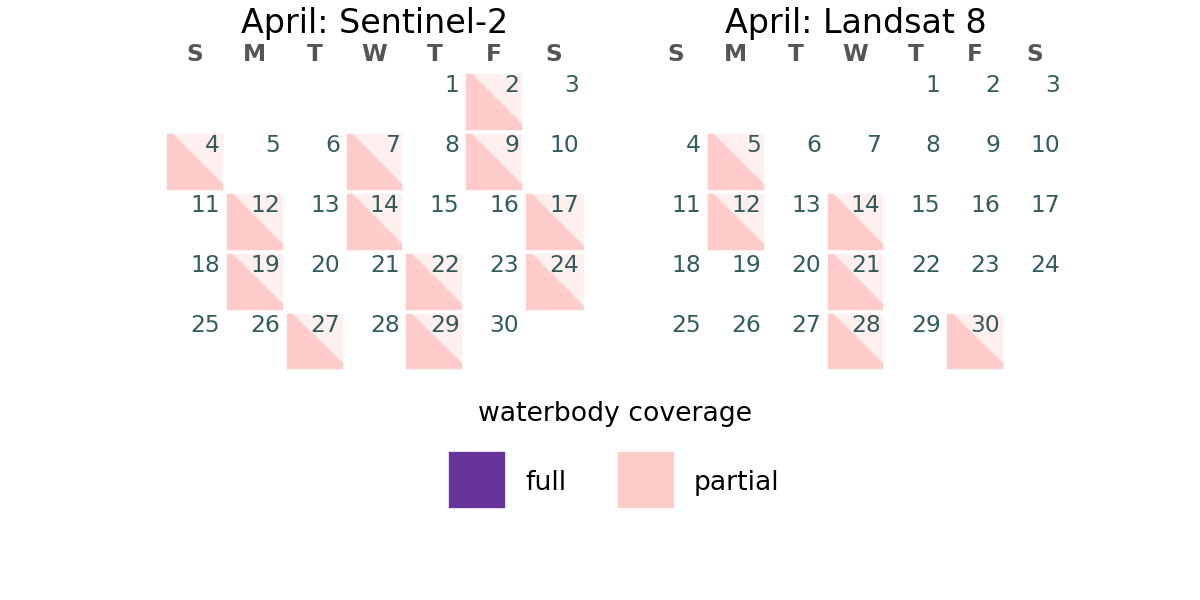 April: Sentinel-2
S M T W T F S
1 2 3
4 5 6 7 8 9 10
11 12 13 14 15 16 17
18 19 20 21 22 23 24
25 26 27 28 29 30
April: Landsat 8
S M T W T F S
1 2 3
4 5 6 7 8 9 10
11 12 13 14 15 16 17
18 19 20 21 22 23 24
25 26 27 28 29 30
waterbody coverage
full partial